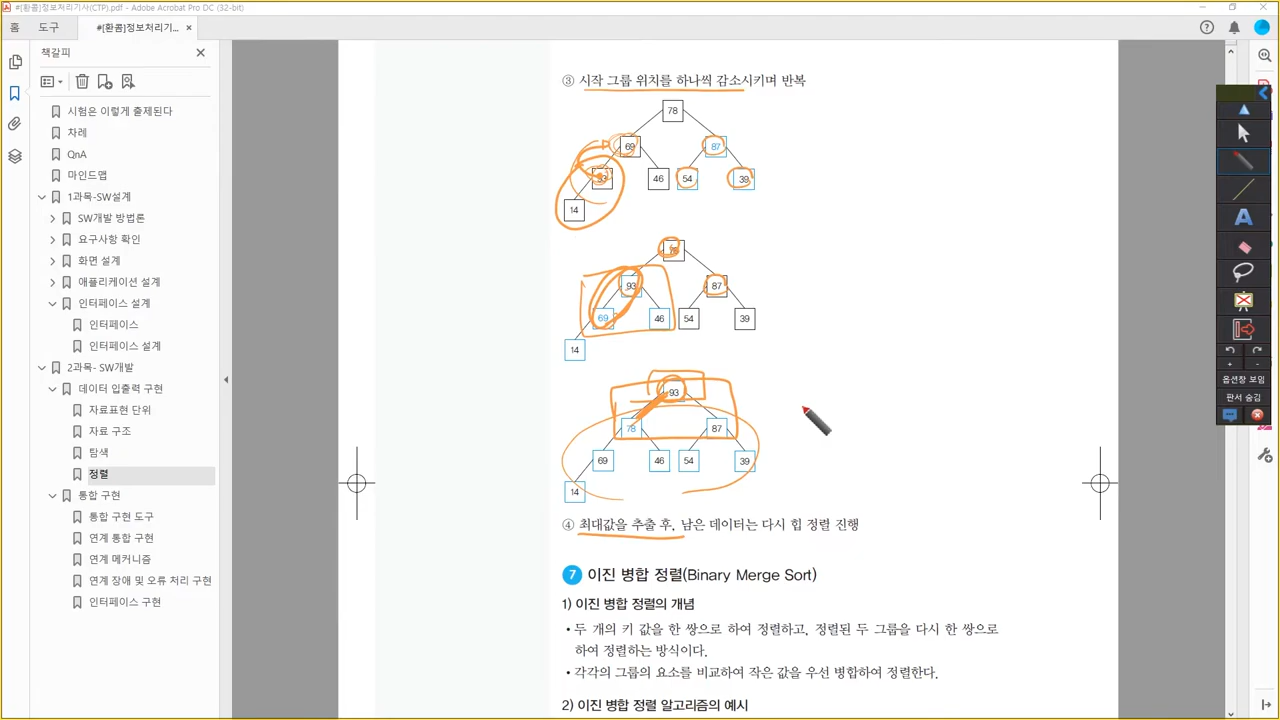 #[환콤]정보처리기사(CTP).pdf - Adobe Acrobat Pro DC (32-bit)
홈 도구 #[환콤]정보처리기... ×
책갈피
시험은 이렇게 출제된다
차례
QnA
마인드맵
1과목-SW설계
SW개발 방법론
요구사항 확인
화면 설계
애플리케이션 설계
인터페이스 설계
인터페이스
인터페이스 설계
2과목- SW개발
데이터 입출력 구현
자료표현 단위
자료 구조
탐색
정렬
통합 구현
통합 구현 도구
연계 통합 구현
연계 메커니즘
연계 장애 및 오류 처리 구현
인터페이스 구현
③ 시작 그룹 위치를 하나씩 감소시키며 반복
78
69 87
93 46 54 39
14
78
93 87
69 46 54 39
14
93
78 87
69 46 54 39
14
④ 최대값을 추출 후, 남은 데이터는 다시 힙 정렬 진행
7 이진 병합 정렬(Binary Merge Sort)
1) 이진 병합 정렬의 개념
• 두 개의 키 값을 한 쌍으로 하여 정렬하고, 정렬된 두 그룹을 다시 한 쌍으로
하여 정렬하는 방식이다.
• 각각의 그룹의 요소를 비교하여 작은 값을 우선 병합하여 정렬한다.
2) 이진 병합 정렬 알고리즘의 예시
A
옵션창 보임
판서 숨김